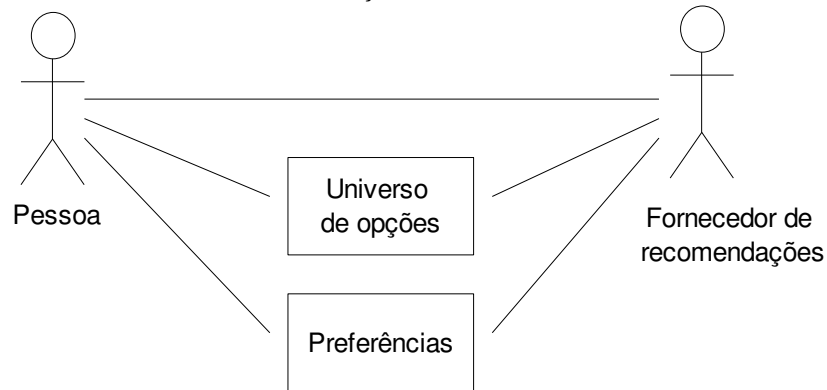 Universo
de opções
Pessoa
Fornecedor de
recomendações
Preferências